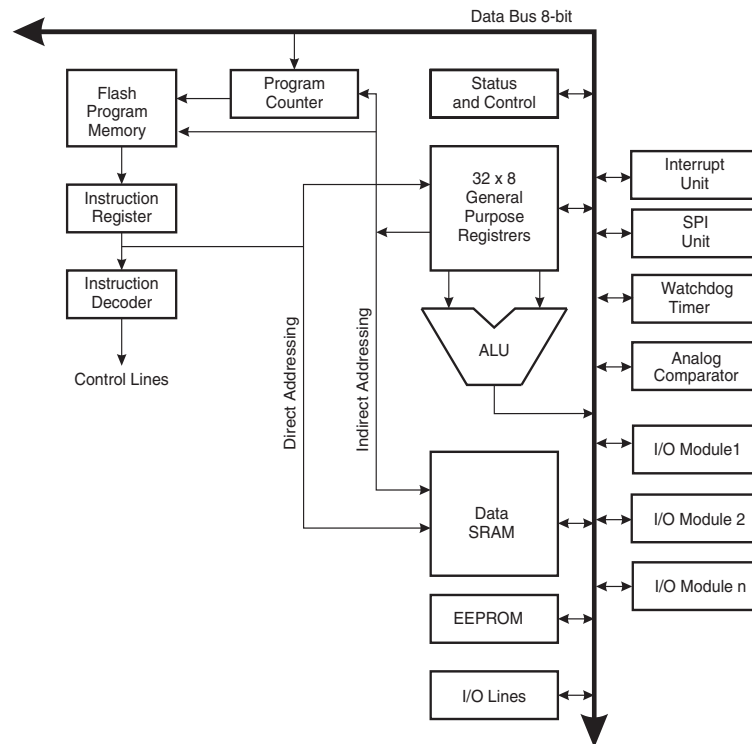 Data Bus 8-bit
Flash
Program
Memory
Program
Counter
Status
and Control
Interrupt
Unit
32 x 8
General
Purpose
Registrers
Instruction
Register
SPI
Unit
Instruction
Decoder
Watchdog
Timer
ALU
Analog
Comparator
Control Lines
Direct Addressing
Indirect Addressing
I/O Module1
Data
SRAM
I/O Module 2
I/O Module n
EEPROM
I/O Lines